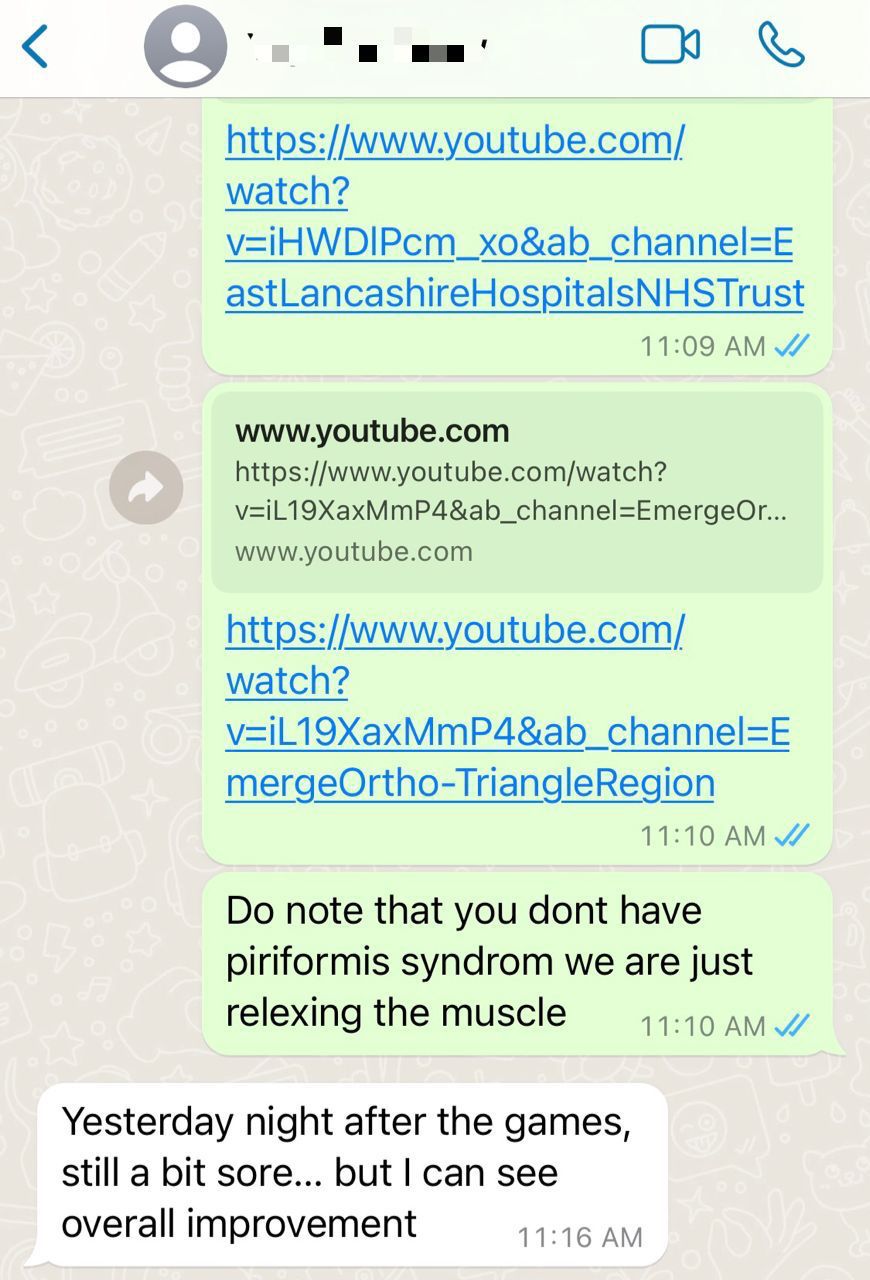 https://www.youtube.com/
watch?
v=iHWDlPcm_xo&ab_channel=E
astLancashireHospitalsNHSTrust
11:09 AM
www.youtube.com
https://www.youtube.com/watch?
v=iL19XaxMmP4&ab_channel=EmergeOr...
www.youtube.com
https://www.youtube.com/
watch?
v=iL19XaxMmP4&ab_channel=E
mergeOrtho-TriangleRegion
11:10 AM
Do note that you dont have
piriformis syndrom we are just
relexing the muscle
11:10 AM
Yesterday night after the games,
still a bit sore... but I can see
overall improvement
11:16 AM